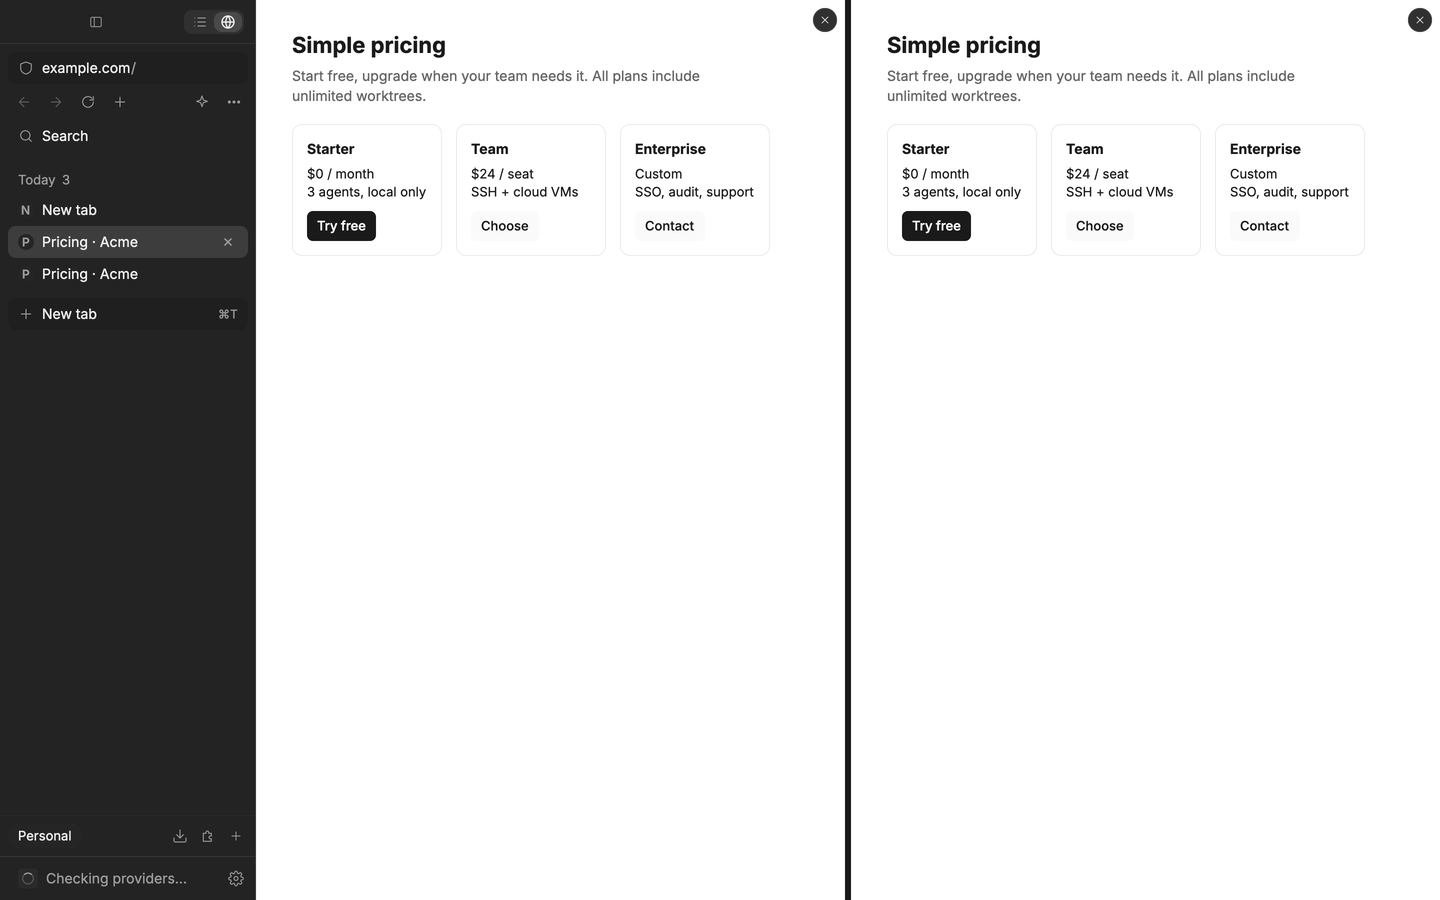 example.com/
Search
Today 3
N New tab
P Pricing · Acme
P Pricing · Acme
New tab ⌘T
Personal
Checking providers...
Simple pricing
Start free, upgrade when your team needs it. All plans include
unlimited worktrees.
Starter
$0 / month
3 agents, local only
Try free
Team
$24 / seat
SSH + cloud VMs
Choose
Enterprise
Custom
SSO, audit, support
Contact
Simple pricing
Start free, upgrade when your team needs it. All plans include
unlimited worktrees.
Starter
$0 / month
3 agents, local only
Try free
Team
$24 / seat
SSH + cloud VMs
Choose
Enterprise
Custom
SSO, audit, support
Contact